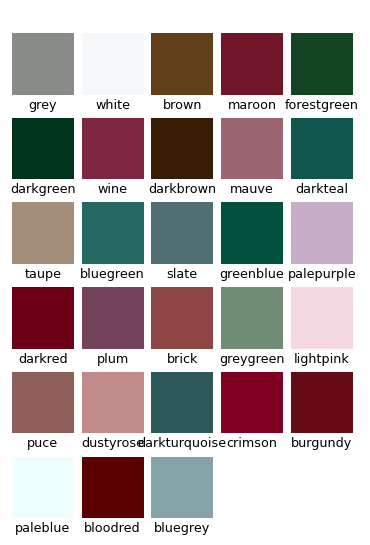 grey white brown maroon forestgreen
darkgreen wine darkbrown mauve darkteal
taupe bluegreen slate greenblue palepurple
darkred plum brick greygreen lightpink
puce dustyrose darkturquoise crimson burgundy
paleblue bloodred bluegrey